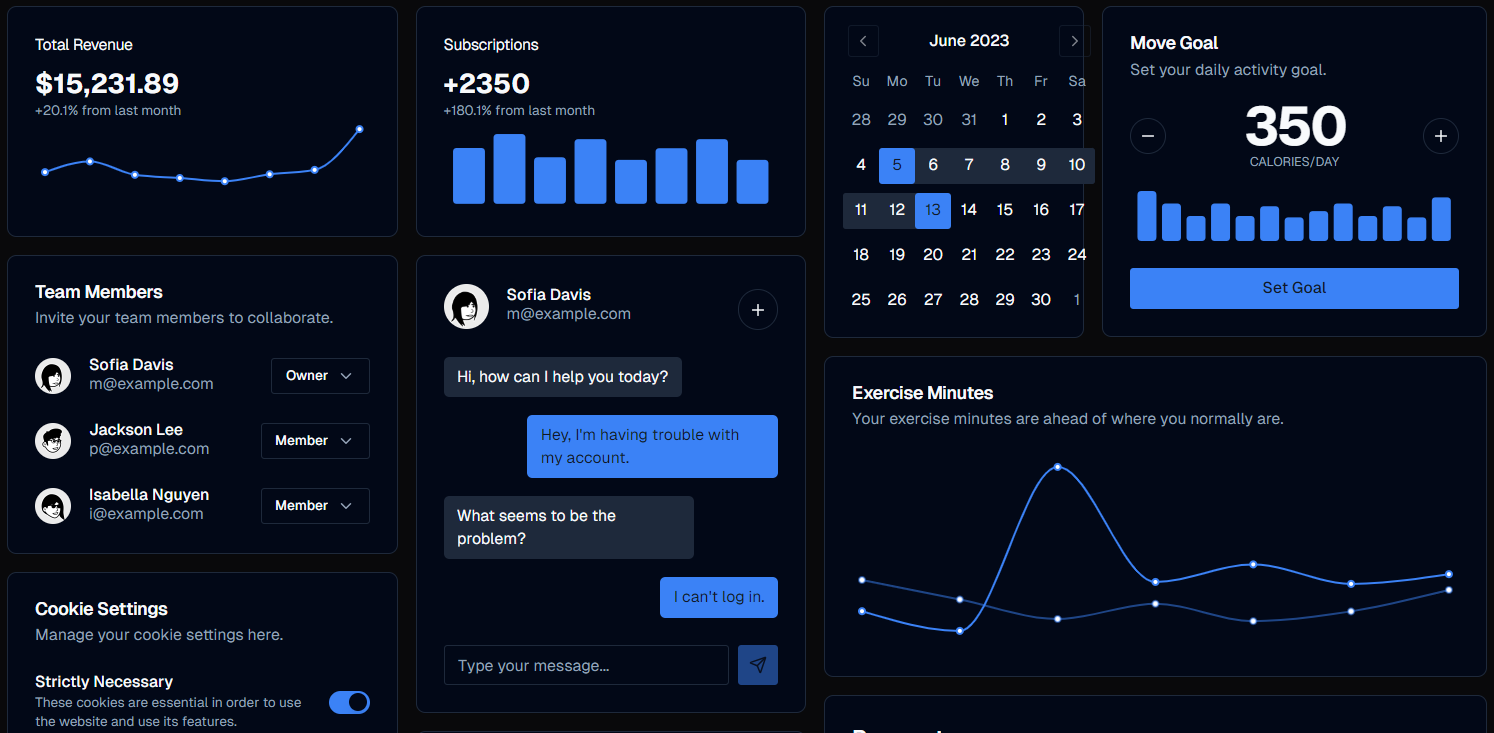 Total Revenue
$15,231.89
+20.1% from last month
Subscriptions
+2350
+180.1% from last month
June 2023
Su Mo Tu We Th Fr Sa
28 29 30 31 1 2 3
4 5 6 7 8 9 10
11 12 13 14 15 16 17
18 19 20 21 22 23 24
25 26 27 28 29 30 1
Move Goal
Set your daily activity goal.
350
CALORIES/DAY
Set Goal
Team Members
Invite your team members to collaborate.
Sofia Davis
m@example.com
Owner
Jackson Lee
p@example.com
Member
Isabella Nguyen
i@example.com
Member
Sofia Davis
m@example.com
Hi, how can I help you today?
Hey, I'm having trouble with
my account.
What seems to be the
problem?
I can't log in.
Type your message...
Exercise Minutes
Your exercise minutes are ahead of where you normally are.
Cookie Settings
Manage your cookie settings here.
Strictly Necessary
These cookies are essential in order to use
the website and use its features.